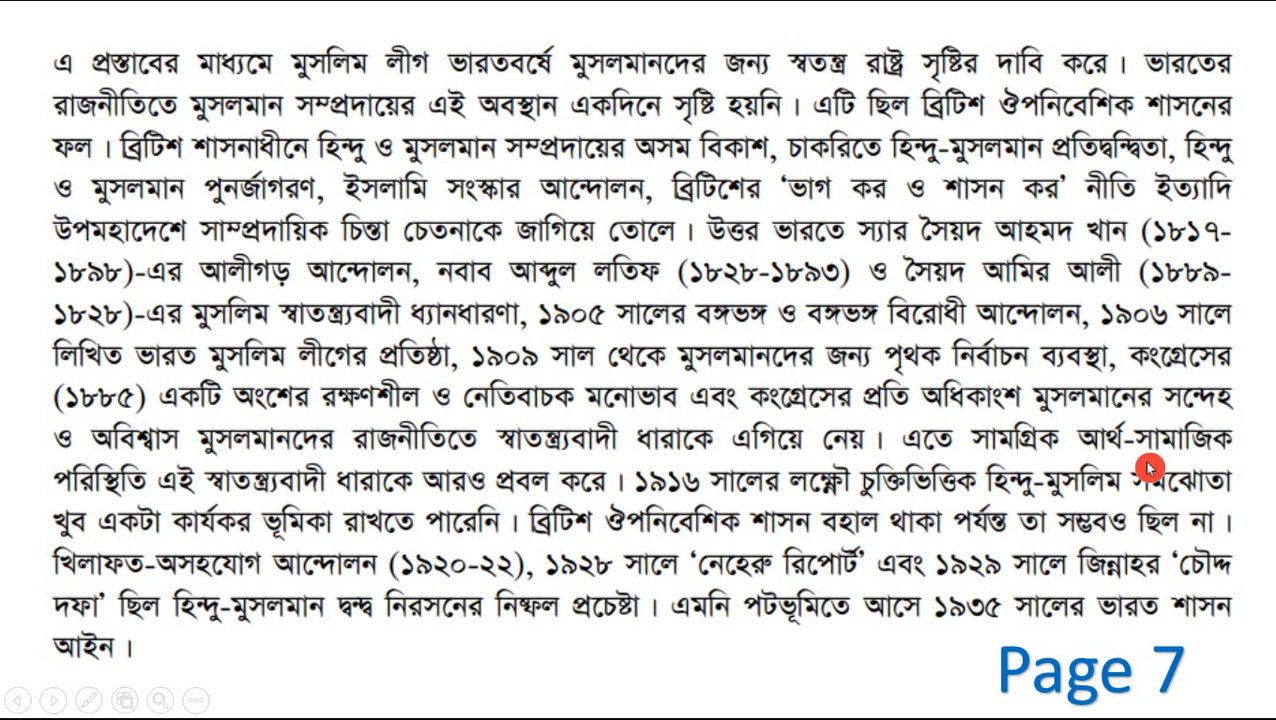 এ প্রস্তাবের মাধ্যমে মুসলিম লীগ ভারতবর্ষে মুসলমানদের জন্য স্বতন্ত্র রাষ্ট্র সৃষ্টির দাবি করে। ভারতের
রাজনীতিতে মুসলমান সম্প্রদায়ের এই অবস্থান একদিনে সৃষ্টি হয়নি। এটি ছিল ব্রিটিশ ঔপনিবেশিক শাসনের
ফল। ব্রিটিশ শাসনাধীনে হিন্দু ও মুসলমান সম্প্রদায়ের অসম বিকাশ, চাকরিতে হিন্দু-মুসলমান প্রতিদ্বন্দ্বিতা, হিন্দু
ও মুসলমান পুনর্জাগরণ, ইসলামি সংস্কার আন্দোলন, ব্রিটিশের ‘ভাগ কর ও শাসন কর’ নীতি ইত্যাদি
উপমহাদেশে সাম্প্রদায়িক চিন্তা চেতনাকে জাগিয়ে তোলে। উত্তর ভারতে স্যার সৈয়দ আহমদ খান (১৮১৭-
১৮৯৮)-এর আলীগড় আন্দোলন, নবাব আব্দুল লতিফ (১৮২৮-১৮৯৩) ও সৈয়দ আমির আলী (১৮৮৯-
১৮২৮)-এর মুসলিম স্বাতন্ত্র্যবাদী ধ্যানধারণা, ১৯০৫ সালের বঙ্গভঙ্গ ও বঙ্গভঙ্গ বিরোধী আন্দোলন, ১৯০৬ সালে
লিখিত ভারত মুসলিম লীগের প্রতিষ্ঠা, ১৯০৯ সাল থেকে মুসলমানদের জন্য পৃথক নির্বাচন ব্যবস্থা, কংগ্রেসের
(১৮৮৫) একটি অংশের রক্ষণশীল ও নেতিবাচক মনোভাব এবং কংগ্রেসের প্রতি অধিকাংশ মুসলমানের সন্দেহ
ও অবিশ্বাস মুসলমানদের রাজনীতিতে স্বাতন্ত্র্যবাদী ধারাকে এগিয়ে নেয়। এতে সামগ্রিক আর্থ-সামাজিক
পরিস্থিতি এই স্বাতন্ত্র্যবাদী ধারাকে আরও প্রবল করে। ১৯১৬ সালের লক্ষ্ণৌ চুক্তিভিত্তিক হিন্দু-মুসলিম সমঝোতা
খুব একটা কার্যকর ভূমিকা রাখতে পারেনি। ব্রিটিশ ঔপনিবেশিক শাসন বহাল থাকা পর্যন্ত তা সম্ভবও ছিল না।
খিলাফত-অসহযোগ আন্দোলন (১৯২০-২২), ১৯২৮ সালে ‘নেহেরু রিপোর্ট’ এবং ১৯২৯ সালে জিন্নাহর ‘চৌদ্দ
দফা’ ছিল হিন্দু-মুসলমান দ্বন্দ্ব নিরসনের নিষ্ফল প্রচেষ্টা। এমনি পটভূমিতে আসে ১৯৩৫ সালের ভারত শাসন
আইন।
Page 7